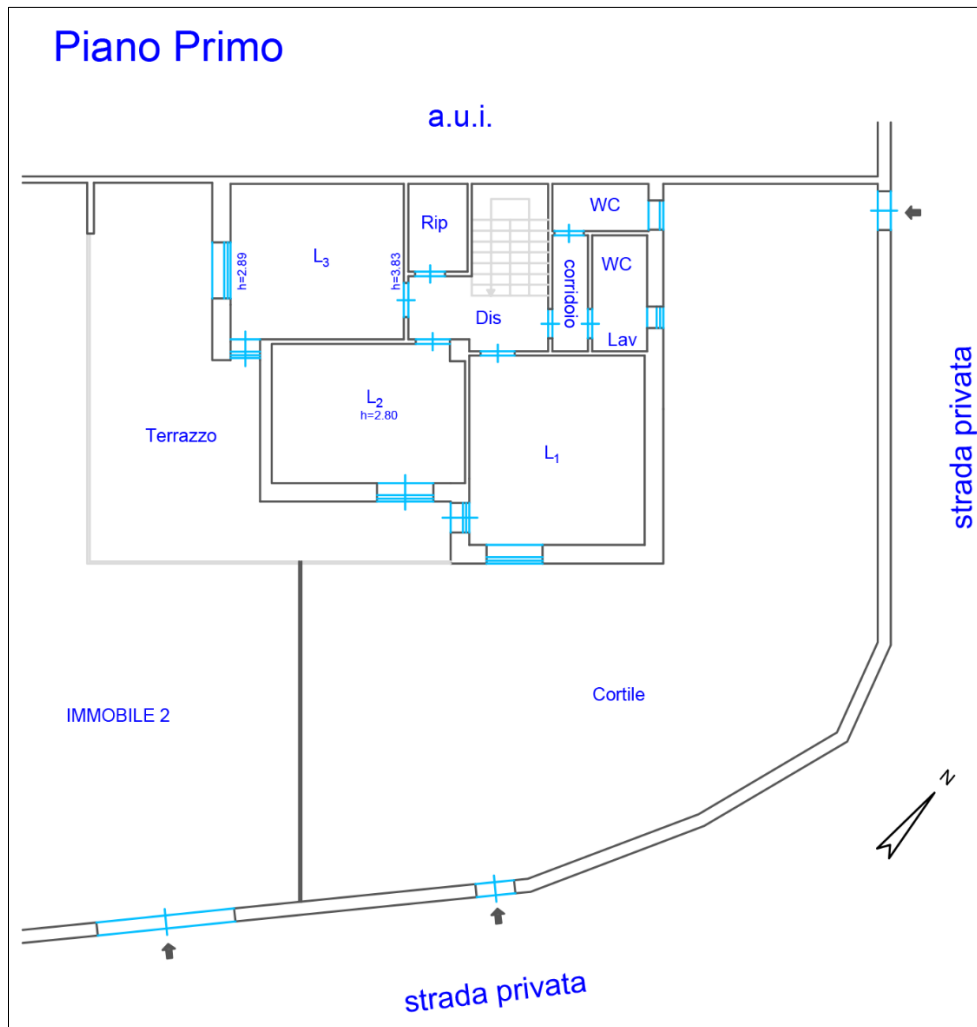 Piano Primo
a.u.i.
WC
Rip
L3
h=2.89
h=3.83
corridoio
WC
Dis
Lav
L2
h=2.80
Terrazzo
L1
strada privata
Cortile
IMMOBILE 2
N
strada privata